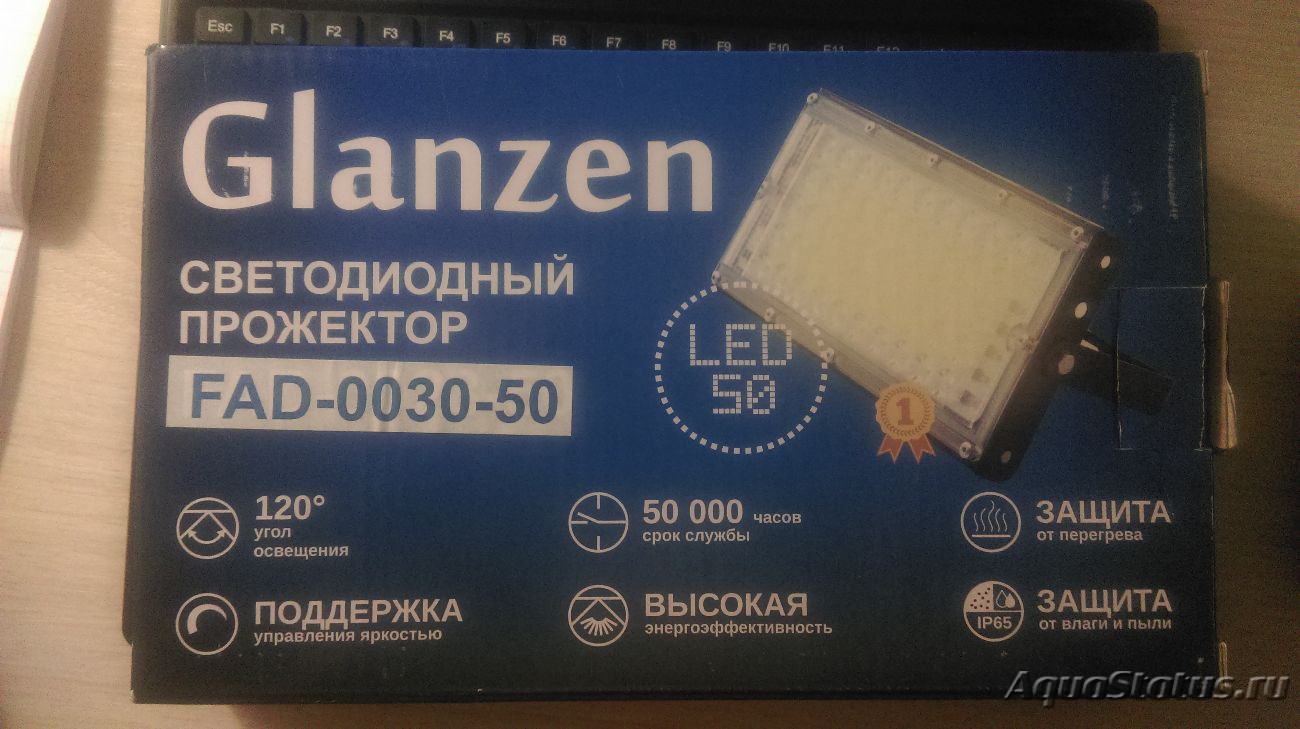 Esc F1 F2 F3 F4 F5 F6 F7 F8 F9 F10 F11 F12
Glanzen
СВЕТОДИОДНЫЙ
ПРОЖЕКТОР
FAD-0030-50
LED
50
1
120°
угол
освещения
50 000 часов
срок службы
ЗАЩИТА
от перегрева
ПОДДЕРЖКА
управления яркостью
ВЫСОКАЯ
энергоэффективность
IP65
ЗАЩИТА
от влаги и пыли
AquaStatus.ru